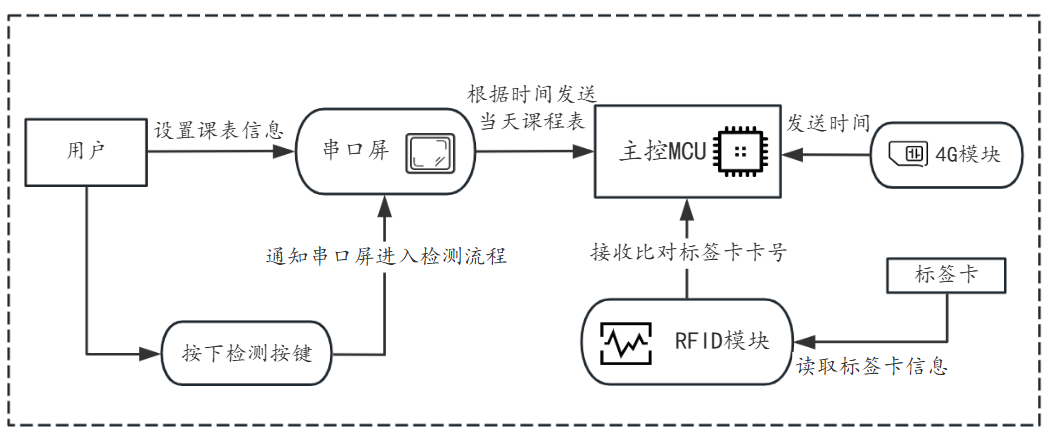 用户
设置课表信息
串口屏
根据时间发送
当天课程表
主控MCU
发送时间
4G模块
通知串口屏进入检测流程
接收比对标签卡卡号
标签卡
按下检测按键
RFID模块
读取标签卡信息